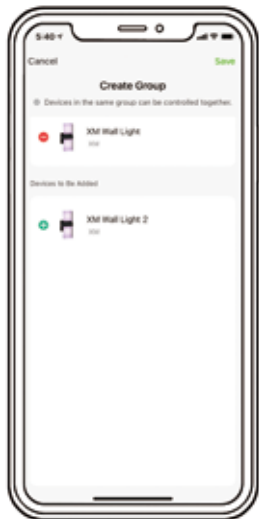 5:40
Cancel
Save
Create Group
Devices in the same group can be controlled together.
XM Wall Light
XM
Devices to Be Added
XM Wall Light 2
XM